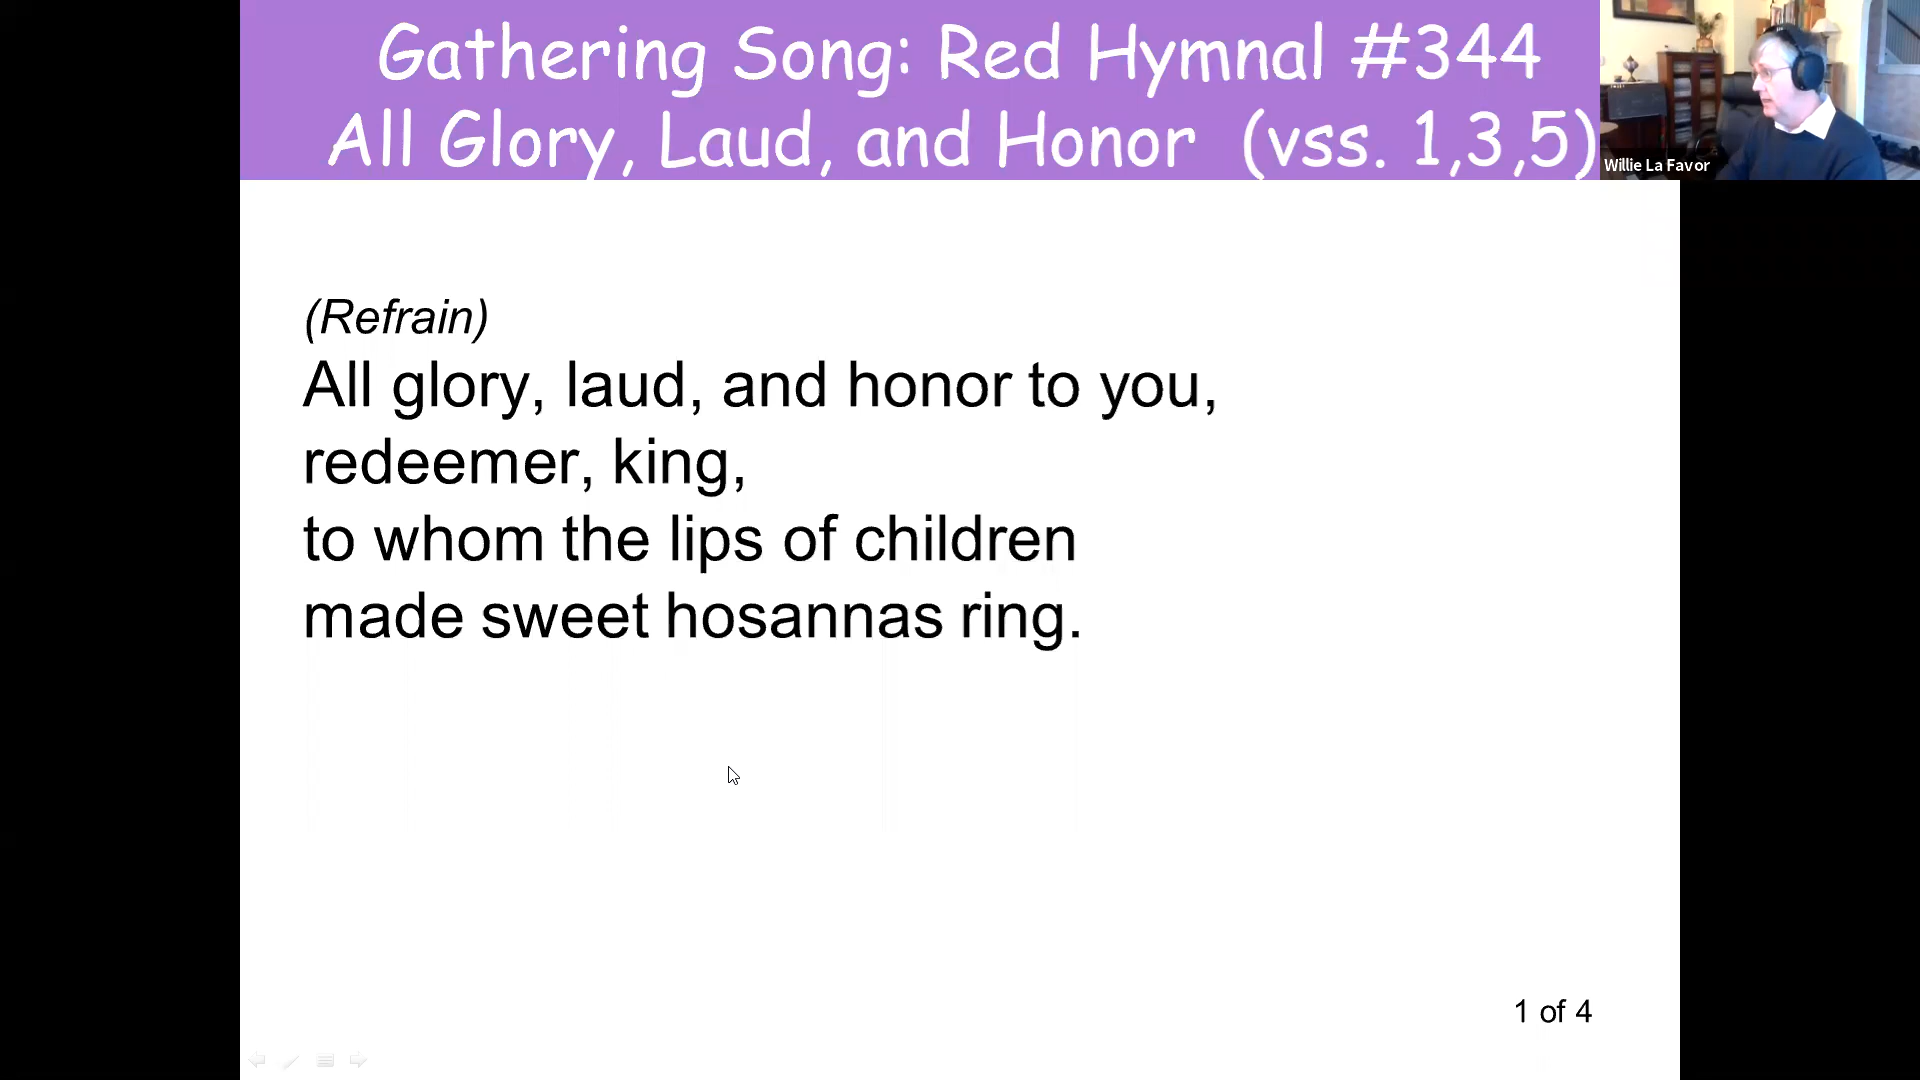 Gathering Song: Red Hymnal #344
All Glory, Laud, and Honor (vss. 1,3,5)
Willie La Favor
(Refrain)
All glory, laud, and honor to you,
redeemer, king,
to whom the lips of children
made sweet hosannas ring.
1 of 4